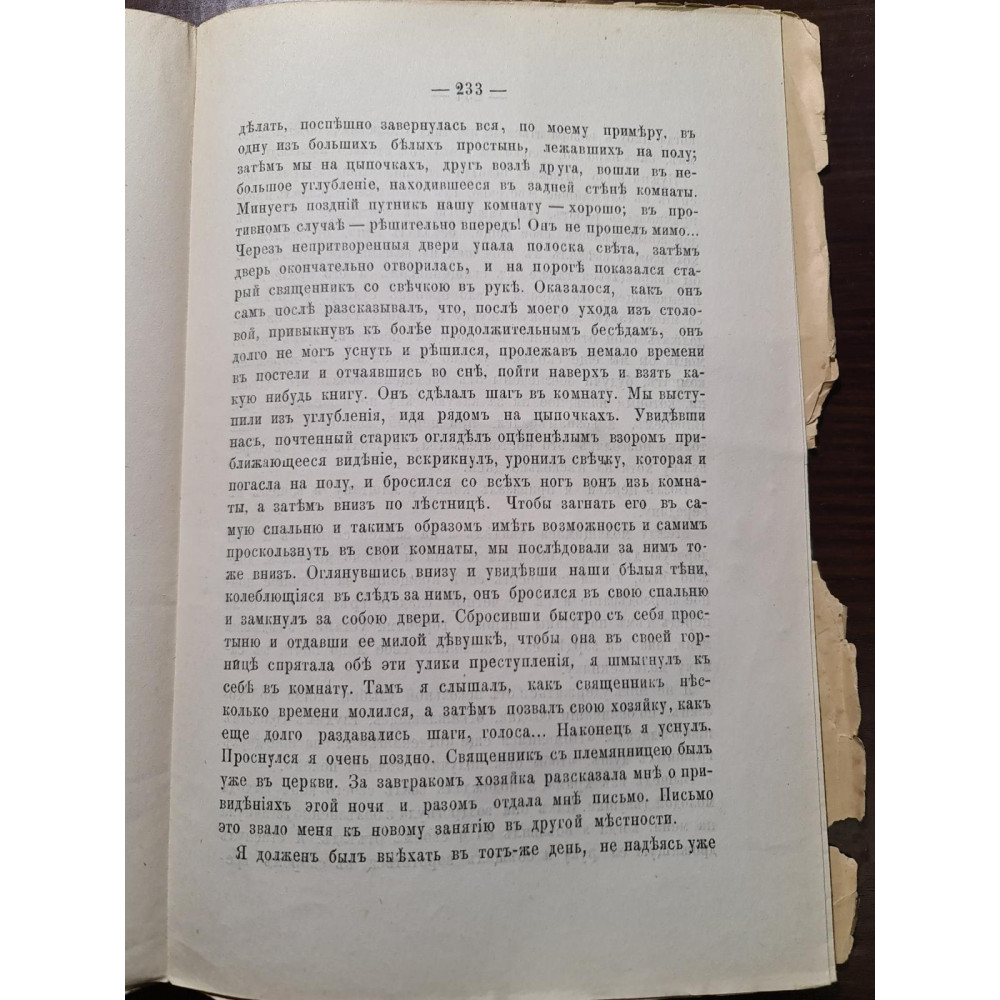 — 233 —
дѣлать, поспѣшно завернулась вся, по моему примѣру, въ
одну изъ большихъ бѣлыхъ простынь, лежавшихъ на полу;
затѣмъ мы на цыпочкахъ, другъ возлѣ друга, вошли въ не-
большое углубленіе, находившееся въ задней стѣнѣ комнаты.
Минуетъ поздній путникъ нашу комнату — хорошо; въ про-
тивномъ случаѣ — рѣшительно впередъ! Онъ не прошелъ мимо...
Черезъ непритворенныя двери упала полоска свѣта, затѣмъ
дверь окончательно отворилась, и на порогѣ показался ста-
рый священникъ со свѣчкою въ рукѣ. Оказалося, какъ онъ
самъ послѣ разсказывалъ, что, послѣ моего ухода изъ столо-
вой, привыкнувъ къ болѣе продолжительнымъ бесѣдамъ, онъ
долго не могъ уснуть и рѣшился, пролежавъ немало времени
въ постели и отчаявшись во снѣ, пойти наверхъ и взять ка-
кую нибудь книгу. Онъ сдѣлалъ шагъ въ комнату. Мы высту-
пили изъ углубленія, идя рядомъ на цыпочкахъ. Увидѣвши
насъ, почтенный старикъ оглядѣлъ оцѣпенѣлымъ взоромъ при-
ближающееся видѣніе, вскрикнулъ, уронилъ свѣчку, которая и
погасла на полу, и бросился со всѣхъ ногъ вонъ изъ комна-
ты, а затѣмъ внизъ по лѣстницѣ. Чтобы загнать его въ са-
мую спальню и такимъ образомъ имѣть возможность и самимъ
проскользнуть въ свои комнаты, мы послѣдовали за нимъ то-
же внизъ. Оглянувшись внизу и увидѣвши наши бѣлыя тѣни,
колеблющіяся въ слѣдъ за нимъ, онъ бросился въ свою спальню
и замкнулъ за собою двери. Сбросивши быстро съ себя прос-
тыню и отдавши ее милой дѣвушкѣ, чтобы она въ своей гор-
ницѣ спрятала обѣ эти улики преступленія, я шмыгнулъ къ
себѣ въ комнату. Тамъ я слышалъ, какъ священникъ нѣс-
колько времени молился, а затѣмъ позвалъ свою хозяйку, какъ
еще долго раздавались шаги, голоса... Наконецъ я уснулъ.
Проснулся я очень поздно. Священникъ съ племянницею былъ
уже въ церкви. За завтракомъ хозяйка разсказала мнѣ о при-
видѣніяхъ этой ночи и разомъ отдала мнѣ письмо. Письмо
это звало меня къ новому занятію въ другой мѣстности.
Я долженъ былъ выѣхать въ тотъ-же день, не надѣясь уже